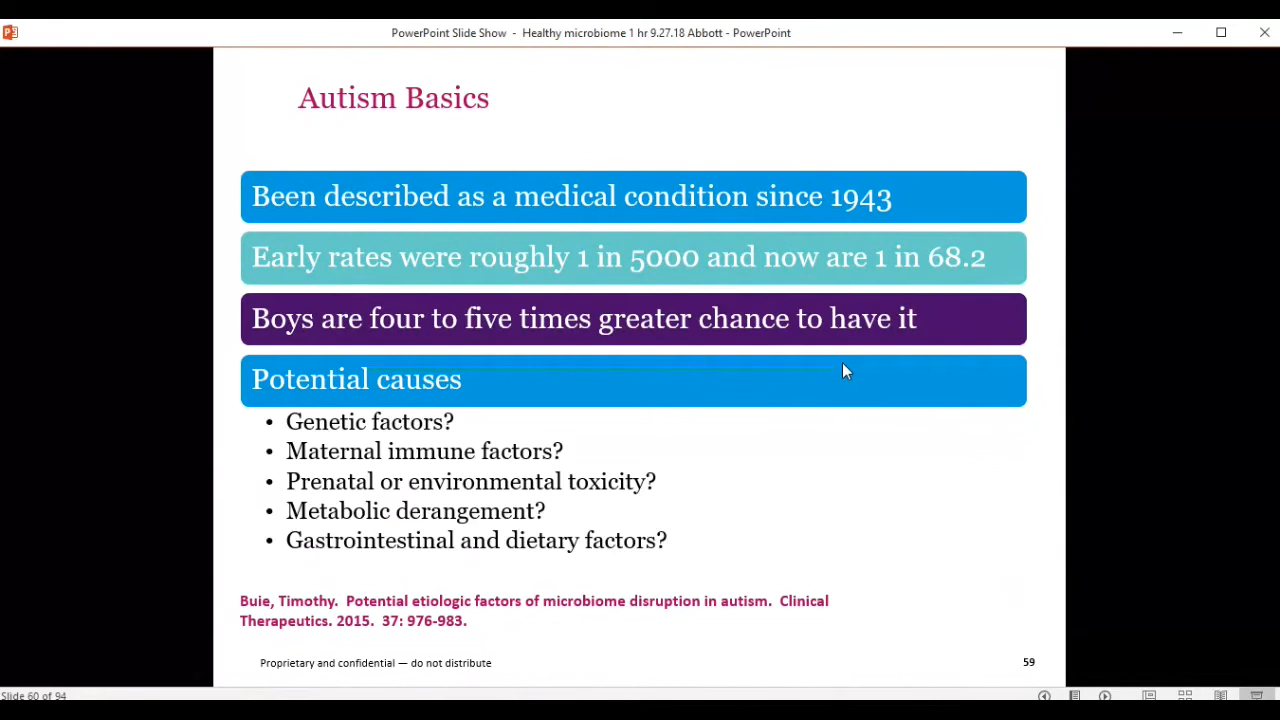 PowerPoint Slide Show - Healthy microbiome 1 hr 9.27.18 Abbott - PowerPoint
Autism Basics
Been described as a medical condition since 1943
Early rates were roughly 1 in 5000 and now are 1 in 68.2
Boys are four to five times greater chance to have it
Potential causes
• Genetic factors?
• Maternal immune factors?
• Prenatal or environmental toxicity?
• Metabolic derangement?
• Gastrointestinal and dietary factors?
Buie, Timothy. Potential etiologic factors of microbiome disruption in autism. Clinical
Therapeutics. 2015. 37: 976-983.
Proprietary and confidential — do not distribute
59
Slide 60 of 94